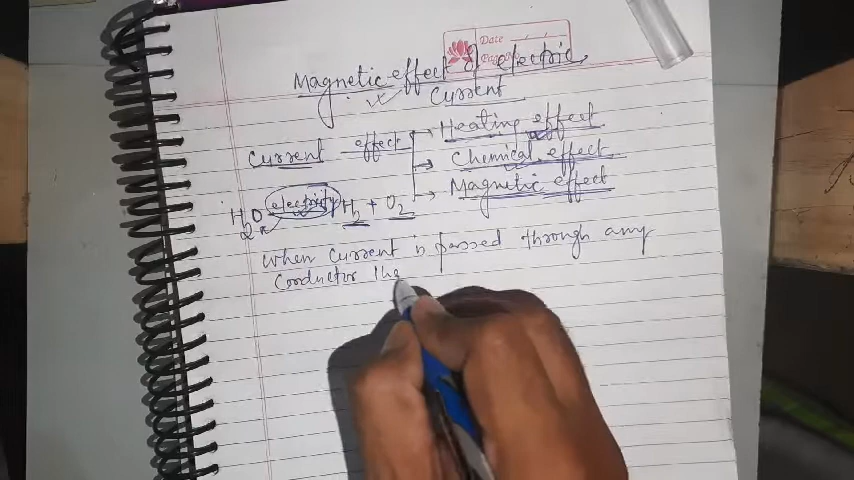 Date
Magnetic effect of electric
Current
Current effect → Heating effect
→ Chemical effect
→ Magnetic effect
H2O electricity H2 + O2
When Current is passed through any
Conductor the